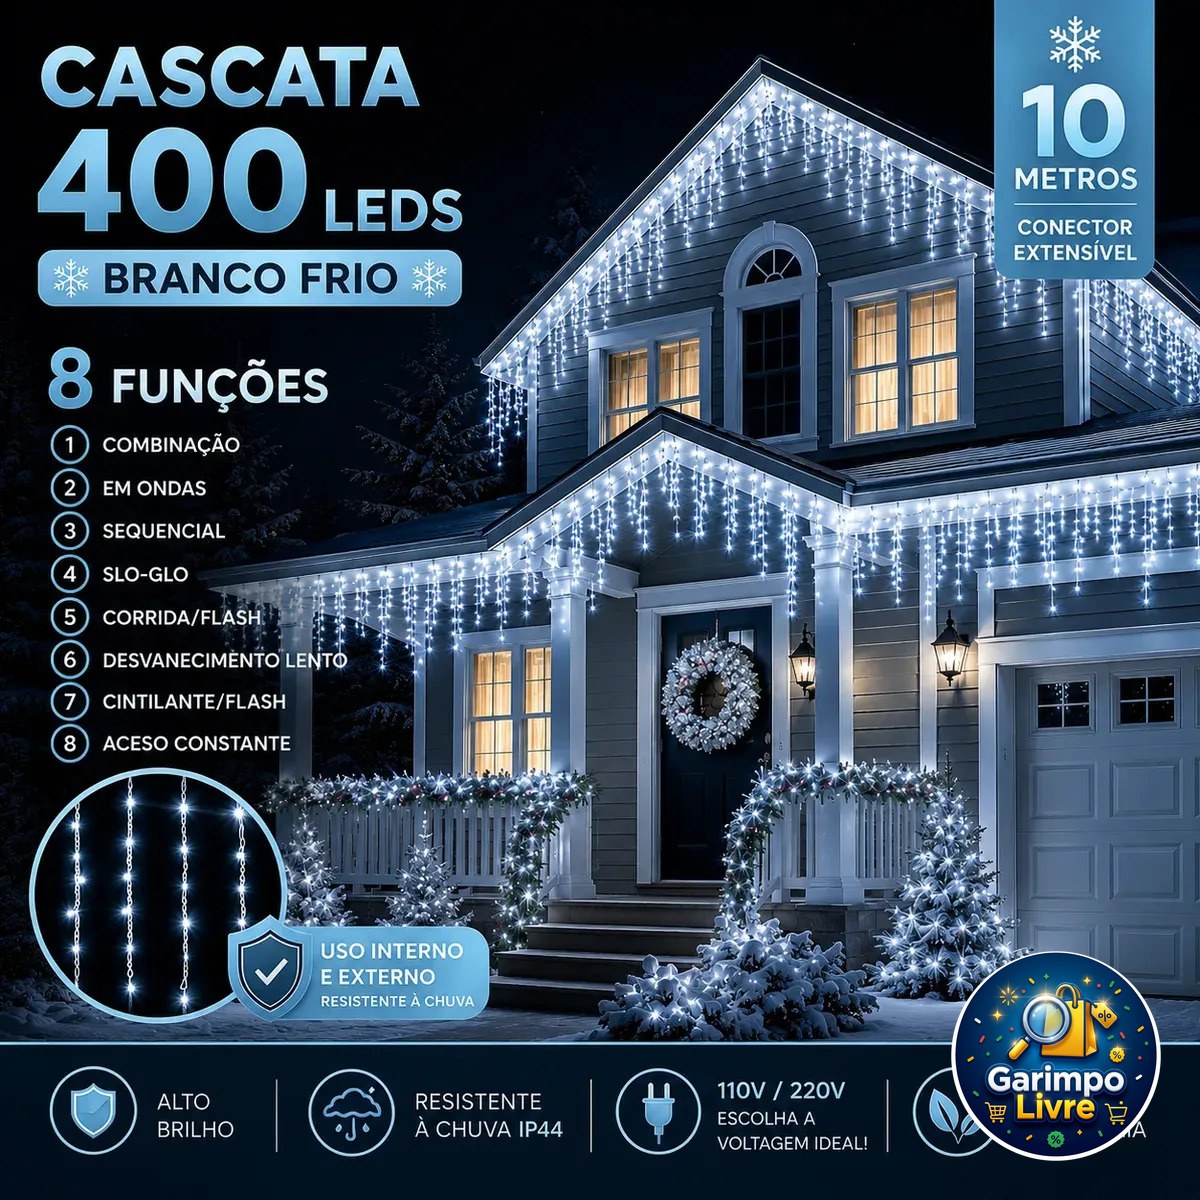 CASCATA
400 LEDS
BRANCO FRIO
10
METROS
CONECTOR
EXTENSÍVEL
8 FUNÇÕES
1 COMBINAÇÃO
2 EM ONDAS
3 SEQUENCIAL
4 SLO-GLO
5 CORRIDA/FLASH
6 DESVANECIMENTO LENTO
7 CINTILANTE/FLASH
8 ACESO CONSTANTE
USO INTERNO
E EXTERNO
RESISTENTE À CHUVA
ALTO
BRILHO
RESISTENTE
À CHUVA IP44
110V / 220V
ESCOLHA A
VOLTAGEM IDEAL!
Garimpo
Livre